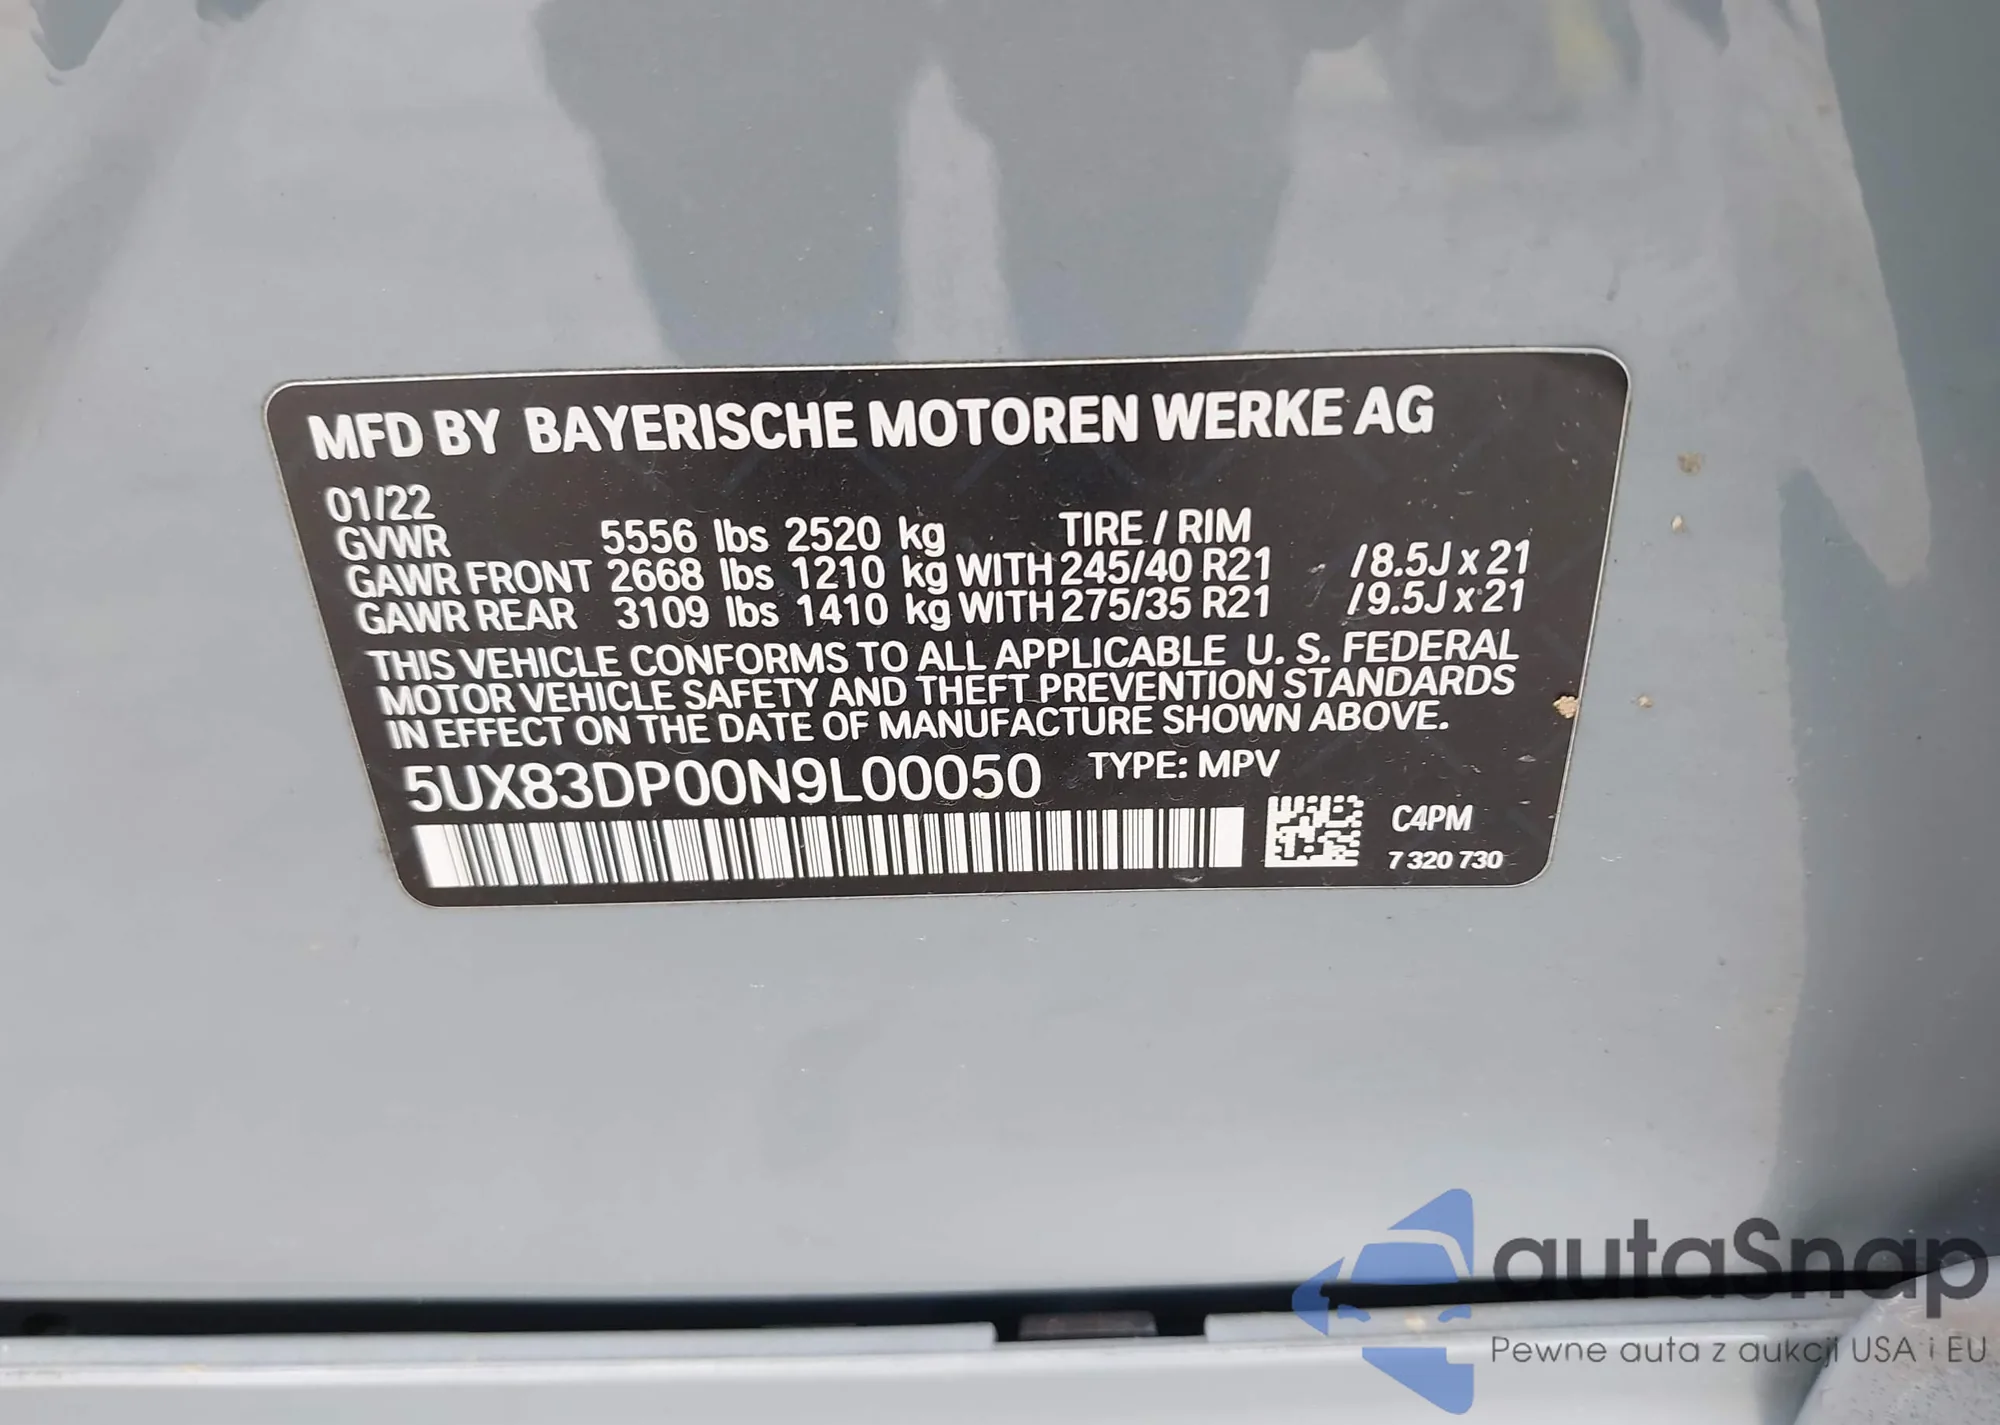 MFD BY BAYERISCHE MOTOREN WERKE AG
01/22
GVWR 5556 lbs 2520 kg TIRE / RIM
GAWR FRONT 2668 lbs 1210 kg WITH 245/40 R21 /8.5J x 21
GAWR REAR 3109 lbs 1410 kg WITH 275/35 R21 /9.5J x 21
THIS VEHICLE CONFORMS TO ALL APPLICABLE U. S. FEDERAL
MOTOR VEHICLE SAFETY AND THEFT PREVENTION STANDARDS
IN EFFECT ON THE DATE OF MANUFACTURE SHOWN ABOVE.
5UX83DP00N9L00050 TYPE: MPV
C4PM
7 320 730
autaSnap
Pewne auta z aukcji USA i EU